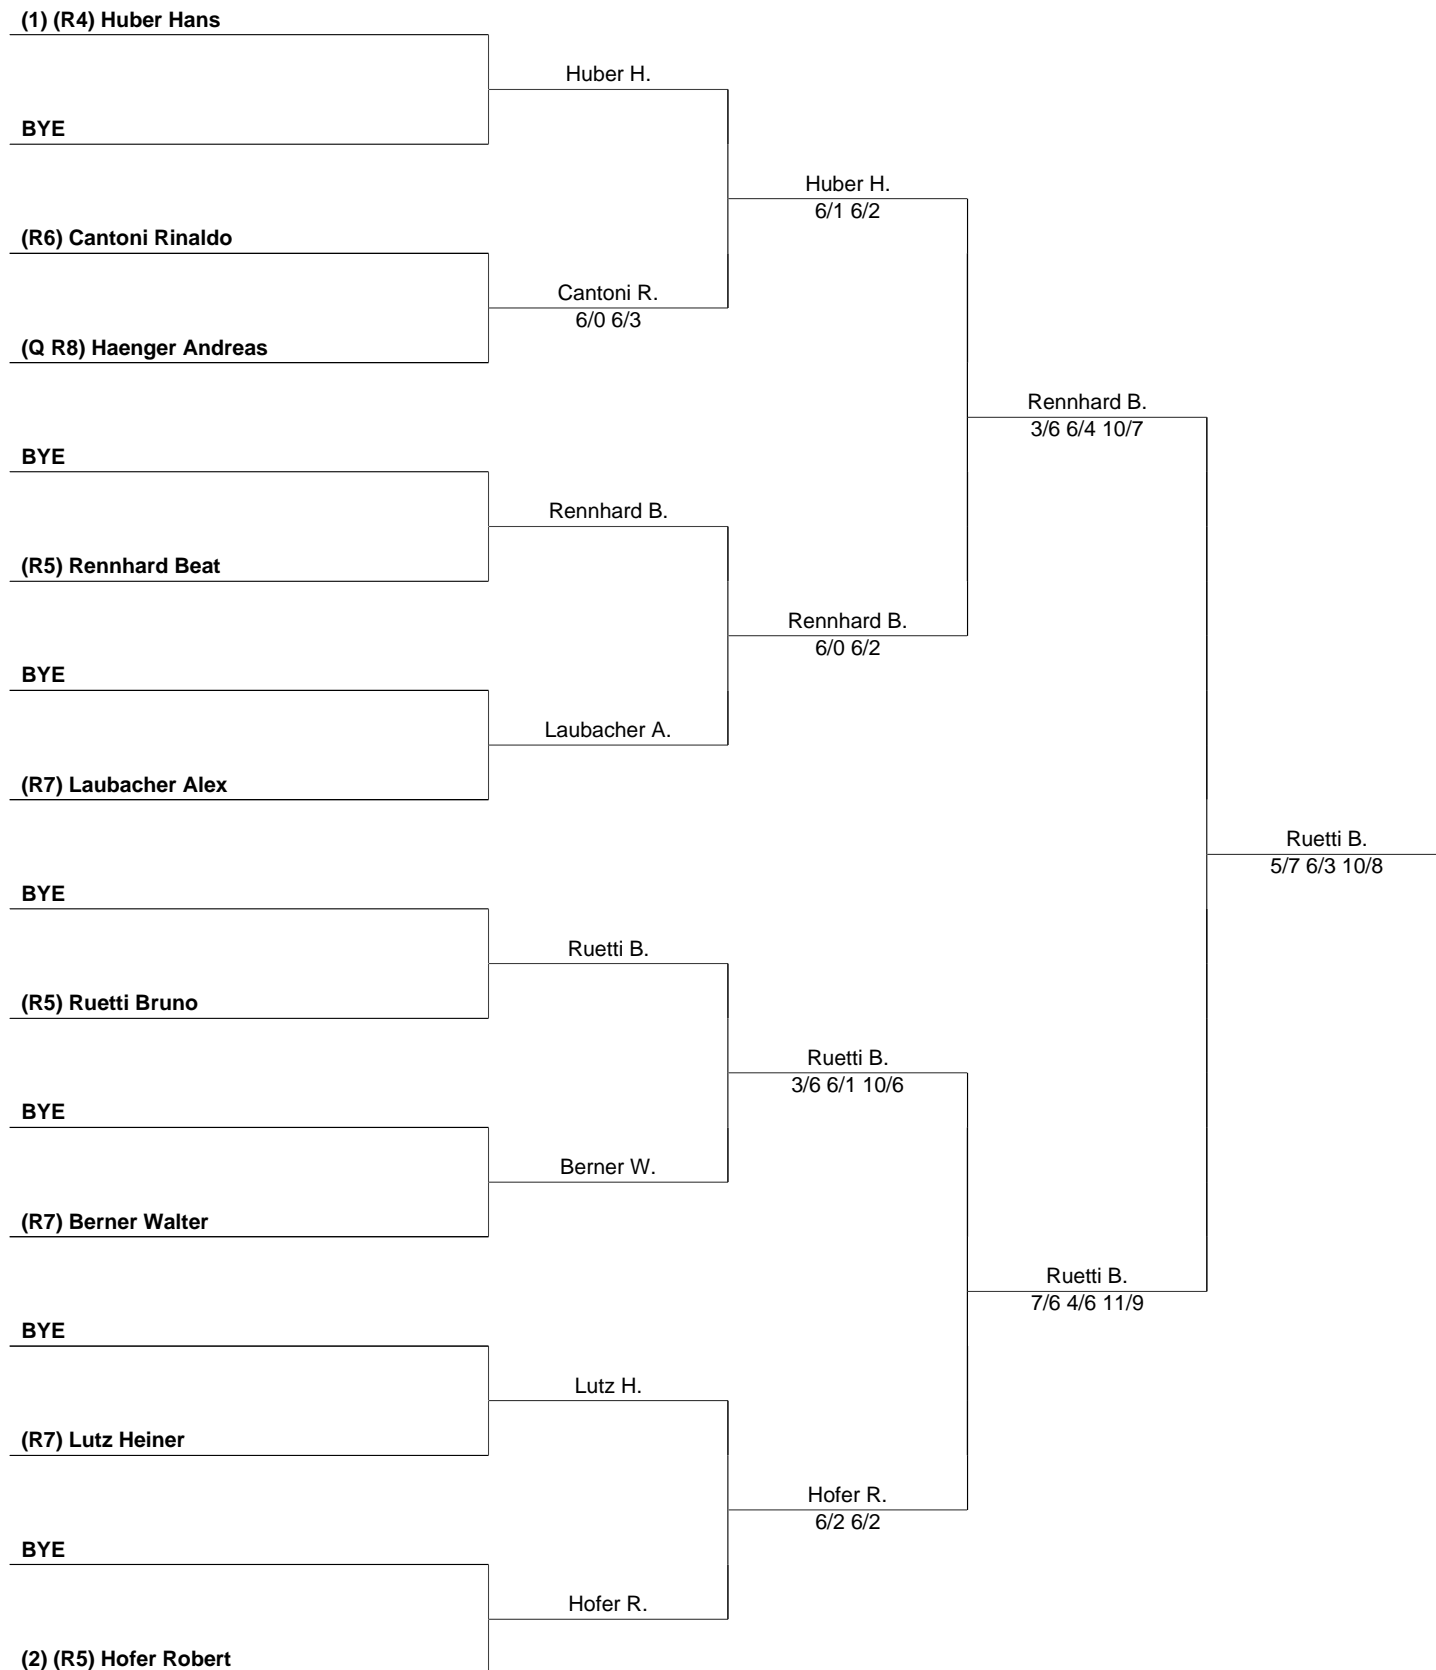 (1) (R4) Huber Hans
Huber H.
BYE
Huber H.
6/1 6/2
(R6) Cantoni Rinaldo
Cantoni R.
6/0 6/3
(Q R8) Haenger Andreas
Rennhard B.
3/6 6/4 10/7
BYE
Rennhard B.
(R5) Rennhard Beat
Rennhard B.
6/0 6/2
BYE
Laubacher A.
(R7) Laubacher Alex
Ruetti B.
5/7 6/3 10/8
BYE
Ruetti B.
(R5) Ruetti Bruno
Ruetti B.
3/6 6/1 10/6
BYE
Berner W.
(R7) Berner Walter
Ruetti B.
7/6 4/6 11/9
BYE
Lutz H.
(R7) Lutz Heiner
Hofer R.
6/2 6/2
BYE
Hofer R.
(2) (R5) Hofer Robert